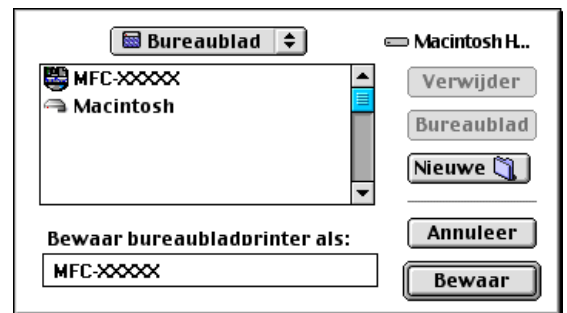 Bureaublad
Macintosh H...
MFC-XXXXX
Macintosh
Verwijder
Bureaublad
Nieuwe
Bewaar bureaubladprinter als:
MFC-XXXXX
Annuleer
Bewaar